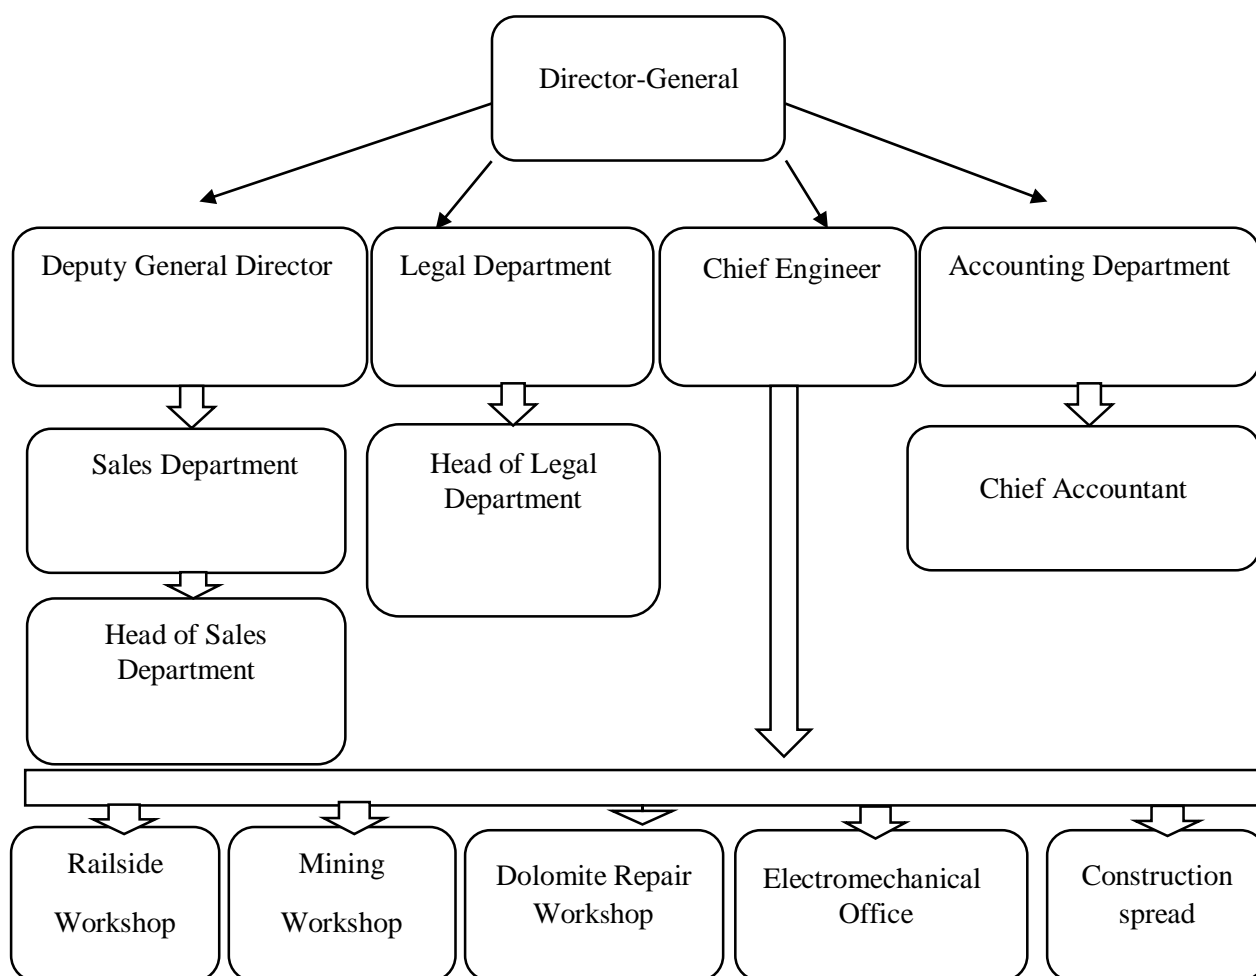 Director-General
Deputy General Director
Legal Department
Chief Engineer
Accounting Department
Sales Department
Head of Legal
Department
Chief Accountant
Head of Sales
Department
Railside
Workshop
Mining
Workshop
Dolomite Repair
Workshop
Electromechanical
Office
Construction
spread